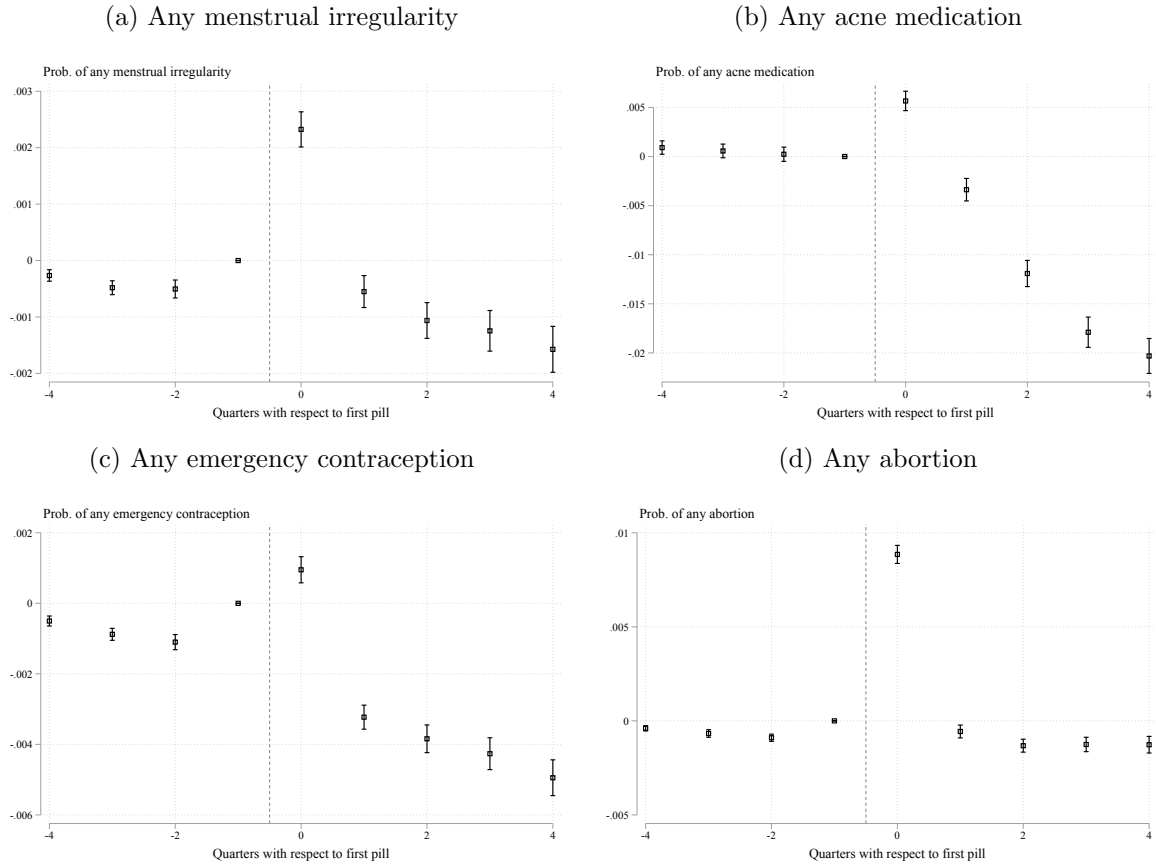 (a) Any menstrual irregularity
Prob. of any menstrual irregularity
.003
.002
.001
0
-.001
-.002
-4 -2 0 2 4
Quarters with respect to first pill
(b) Any acne medication
Prob. of any acne medication
.005
0
-.005
-.01
-.015
-.02
-4 -2 0 2 4
Quarters with respect to first pill
(c) Any emergency contraception
Prob. of any emergency contraception
.002
0
-.002
-.004
-.006
-4 -2 0 2 4
Quarters with respect to first pill
(d) Any abortion
Prob. of any abortion
.01
.005
0
-.005
-4 -2 0 2 4
Quarters with respect to first pill